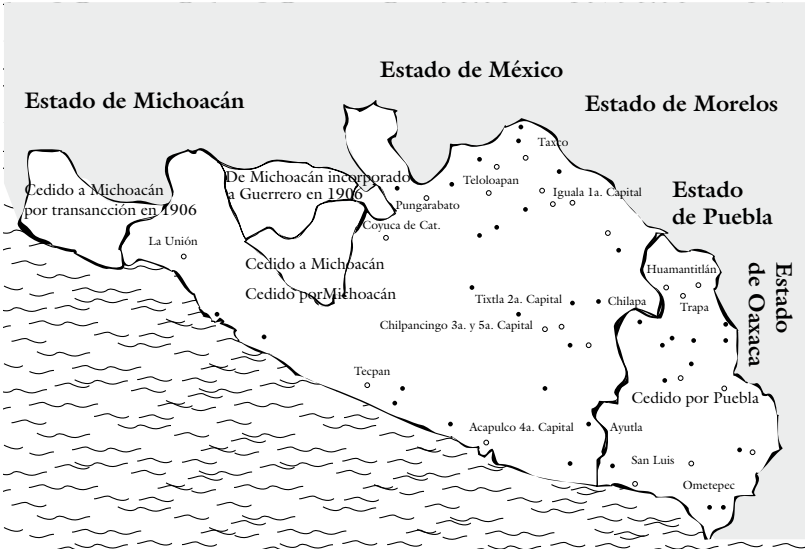 Estado de México
Estado de Michoacán
Estado de Morelos
Taxco
De Michoacán incorporado
a Guerrero en 1906
Teloloapan
Cedido a Michoacán
por transancción en 1906
Iguala 1a. Capital
Estado
de Puebla
Pungarabato
Coyuca de Cat.
La Unión
Cedido a Michoacán
Huamantitlán
Estado
de Oaxaca
Cedido porMichoacán
Tixtla 2a. Capital
Chilapa
Trapa
Chilpancingo 3a. y 5a. Capital
Tecpan
Cedido por Puebla
Acapulco 4a. Capital
Ayutla
San Luis
Ometepec